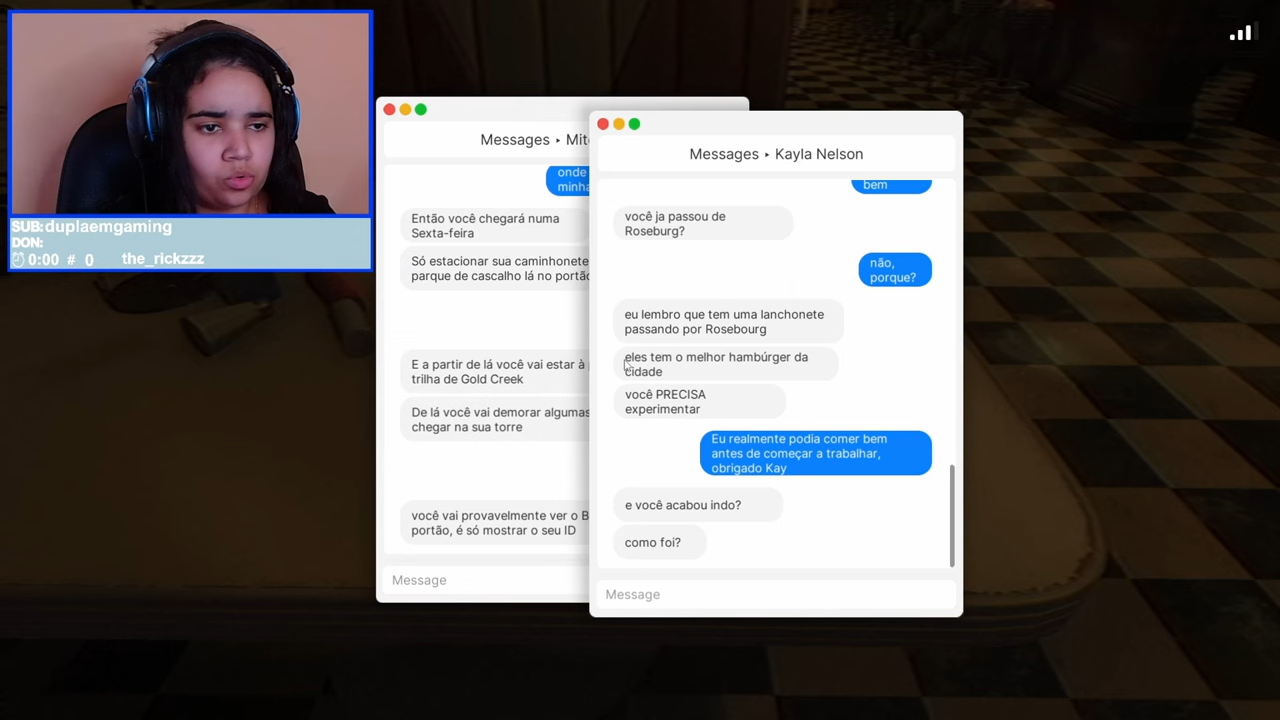 SUB: duplaemgaming
DON:
0:00 # 0 the_rickzzz
Messages ▸ Mit
onde
minha
Então você chegará numa
Sexta-feira
Só estacionar sua caminhonete
parque de cascalho lá no portão
E a partir de lá você vai estar à
trilha de Gold Creek
De lá você vai demorar algumas
chegar na sua torre
você vai provavelmente ver o B
portão, é só mostrar o seu ID
Message
Messages ▸ Kayla Nelson
bem
você ja passou de
Roseburg?
não,
porque?
eu lembro que tem uma lanchonete
passando por Rosebourg
eles tem o melhor hambúrger da
cidade
você PRECISA
experimentar
Eu realmente podia comer bem
antes de começar a trabalhar,
obrigado Kay
e você acabou indo?
como foi?
Message